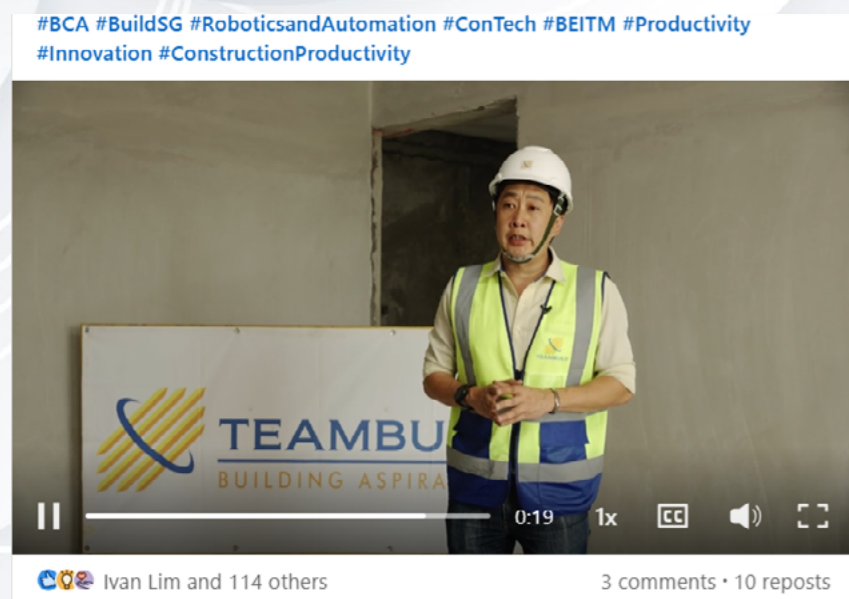 #BCA #BuildSG #RoboticsandAutomation #ConTech #BEITM #Productivity
#Innovation #ConstructionProductivity
TEAMBU
BUILDING ASPIRA
0:19 1x CC
Ivan Lim and 114 others
3 comments • 10 reposts